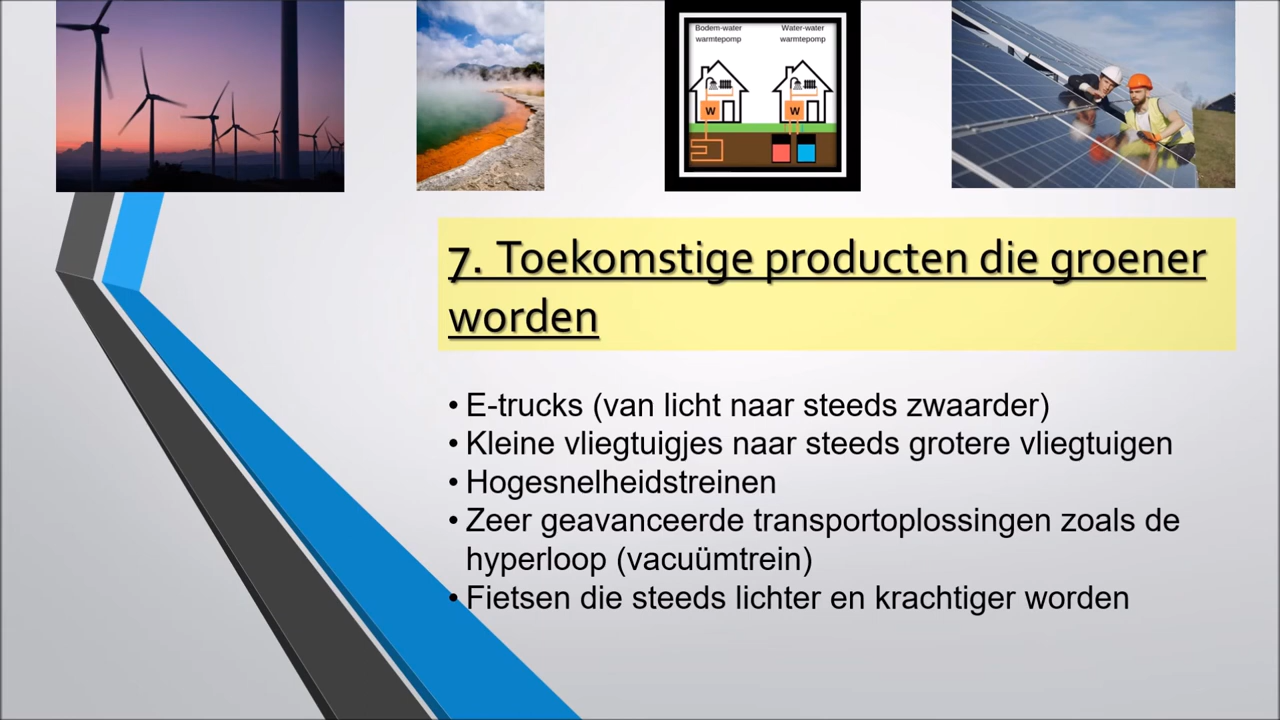 Bodem-water
warmtepomp
Water-water
warmtepomp
W
W
7. Toekomstige producten die groener
worden
• E-trucks (van licht naar steeds zwaarder)
• Kleine vliegtuigjes naar steeds grotere vliegtuigen
• Hogesnelheidstreinen
• Zeer geavanceerde transportoplossingen zoals de
hyperloop (vacuümtrein)
• Fietsen die steeds lichter en krachtiger worden